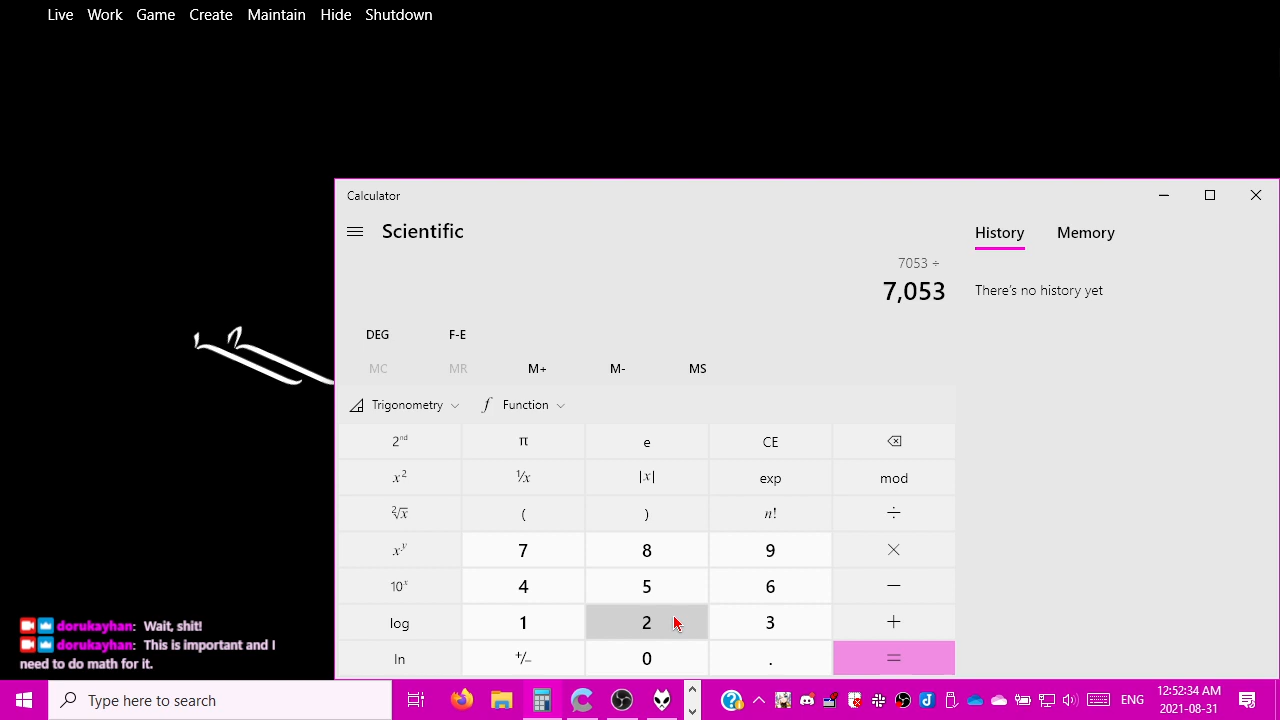 Live Work Game Create Maintain Hide Shutdown
Calculator
Scientific
History Memory
7053 ÷
7,053
There's no history yet
DEG F-E
MC MR M+ M- MS
Trigonometry f Function
2nd π e CE
x2 ⅟x |x| exp mod
2√x ( ) n! ÷
xy 7 8 9 ×
10x 4 5 6 −
log 1 2 3 +
ln +/− 0 . =
dorukayhan: Wait, shit!
dorukayhan: This is important and I
need to do math for it.
Type here to search
ENG
12:52:34 AM
2021-08-31